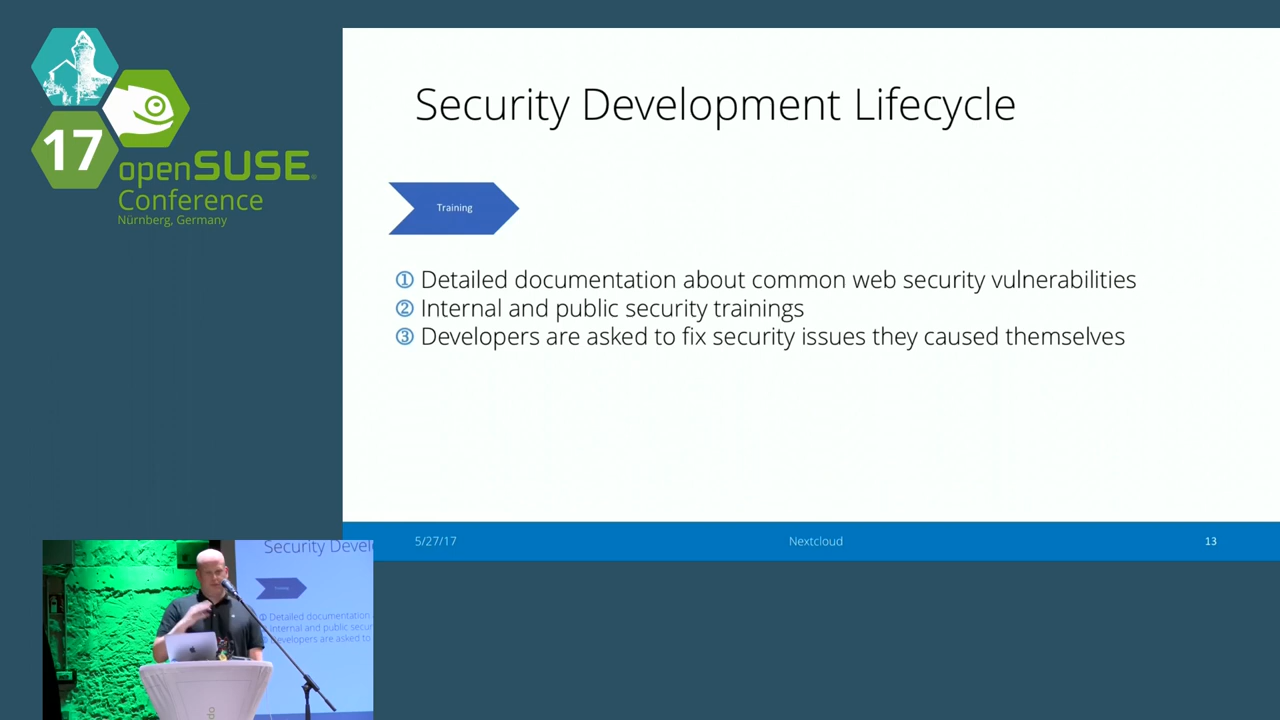 17
openSUSE
Conference
Nürnberg, Germany
Security Development Lifecycle
Training
① Detailed documentation about common web security vulnerabilities
② Internal and public security trainings
③ Developers are asked to fix security issues they caused themselves
5/27/17 Nextcloud 13
Security Devel
Training
① Detailed documentation
internal and public secur
Developers are asked to